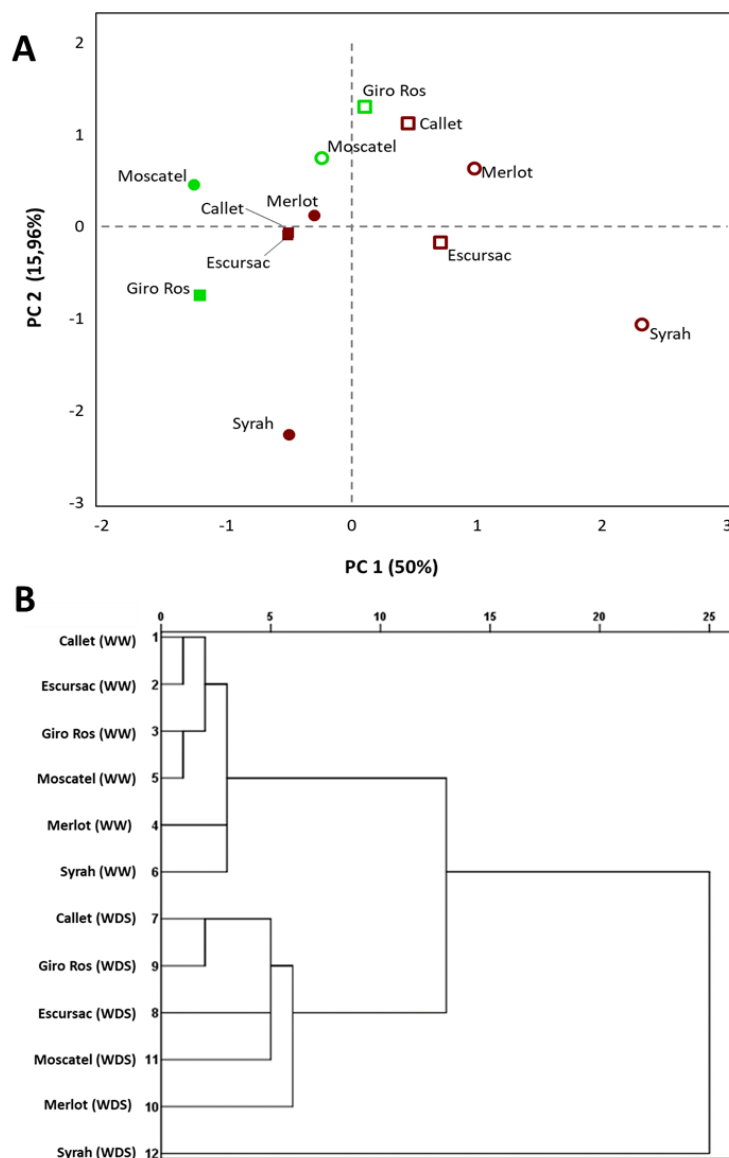 A
2
1
0
-1
-2
-3
PC 2 (15,96%)
Giro Ros
Callet
Moscatel
Merlot
Moscatel
Merlot
Callet
Escursac
Escursac
Giro Ros
Syrah
Syrah
-2 -1 0 1 2 3
PC 1 (50%)
B
0 5 10 15 20 25
Callet (WW) 1
Escursac (WW) 2
Giro Ros (WW) 3
Moscatel (WW) 5
Merlot (WW) 4
Syrah (WW) 6
Callet (WDS) 7
Giro Ros (WDS) 9
Escursac (WDS) 8
Moscatel (WDS) 11
Merlot (WDS) 10
Syrah (WDS) 12